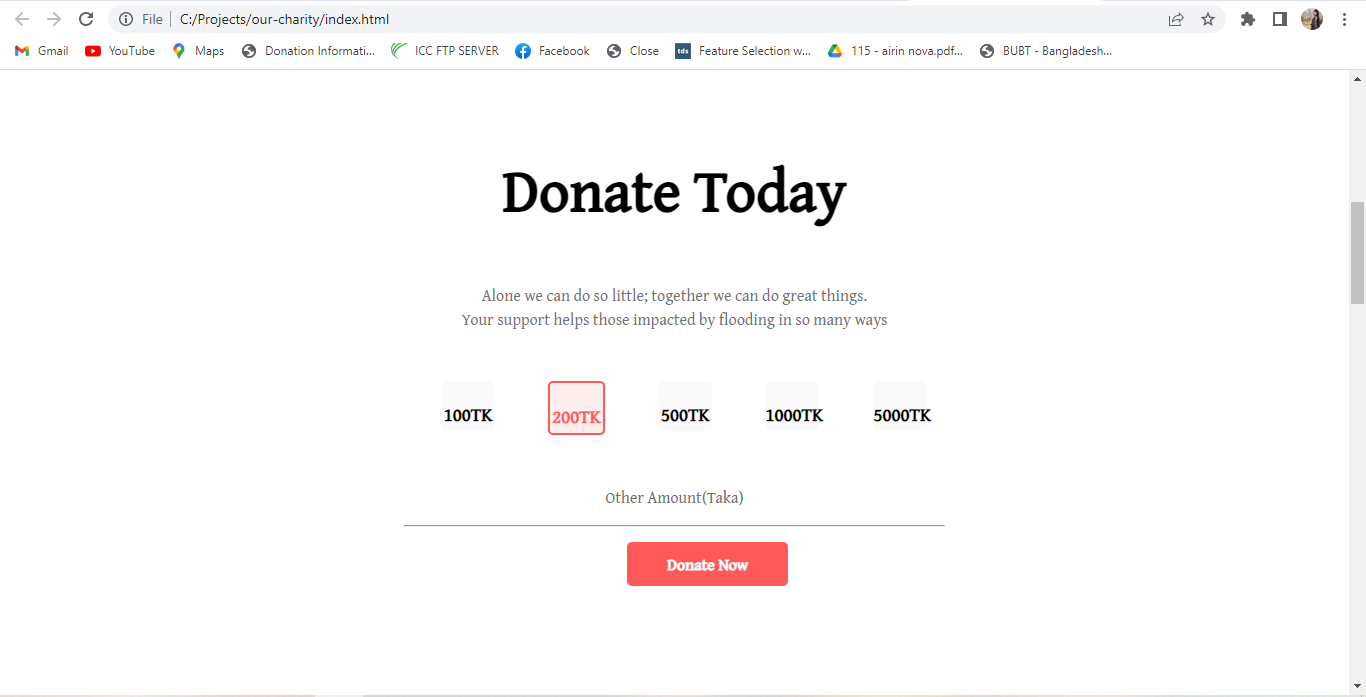 File C:/Projects/our-charity/index.html
Gmail YouTube Maps Donation Informati... ICC FTP SERVER Facebook Close tds Feature Selection w... 115 - airin nova.pdf... BUBT - Bangladesh...
Donate Today
Alone we can do so little; together we can do great things.
Your support helps those impacted by flooding in so many ways
100TK 200TK 500TK 1000TK 5000TK
Other Amount(Taka)
Donate Now